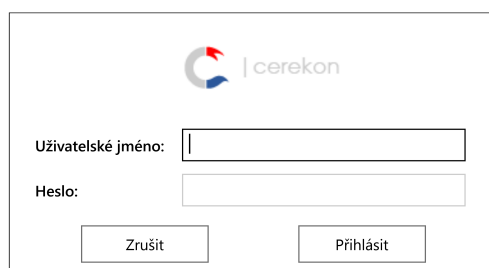 | cerekon
Uživatelské jméno:
Heslo:
Zrušit Přihlásit